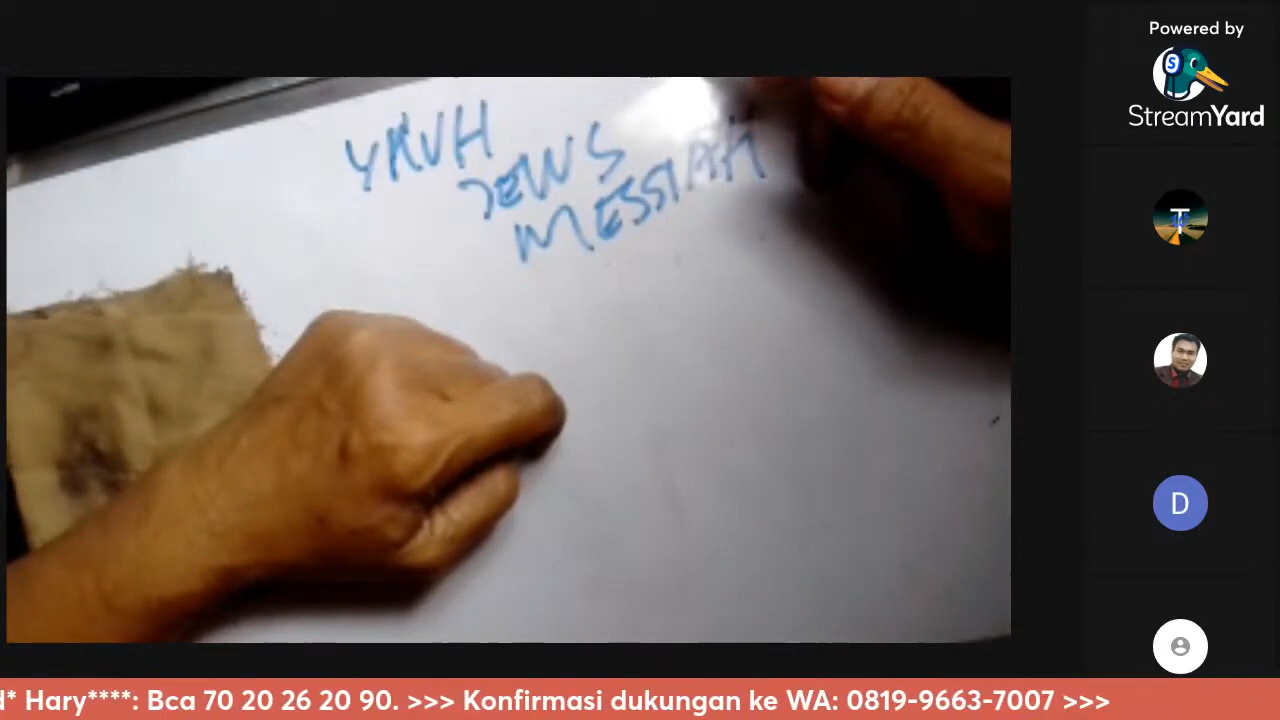 Powered by
StreamYard
YHVH
JEWS
MESSIAH
T
D
d* Hary****: Bca 70 20 26 20 90. >>> Konfirmasi dukungan ke WA: 0819-9663-7007 >>>